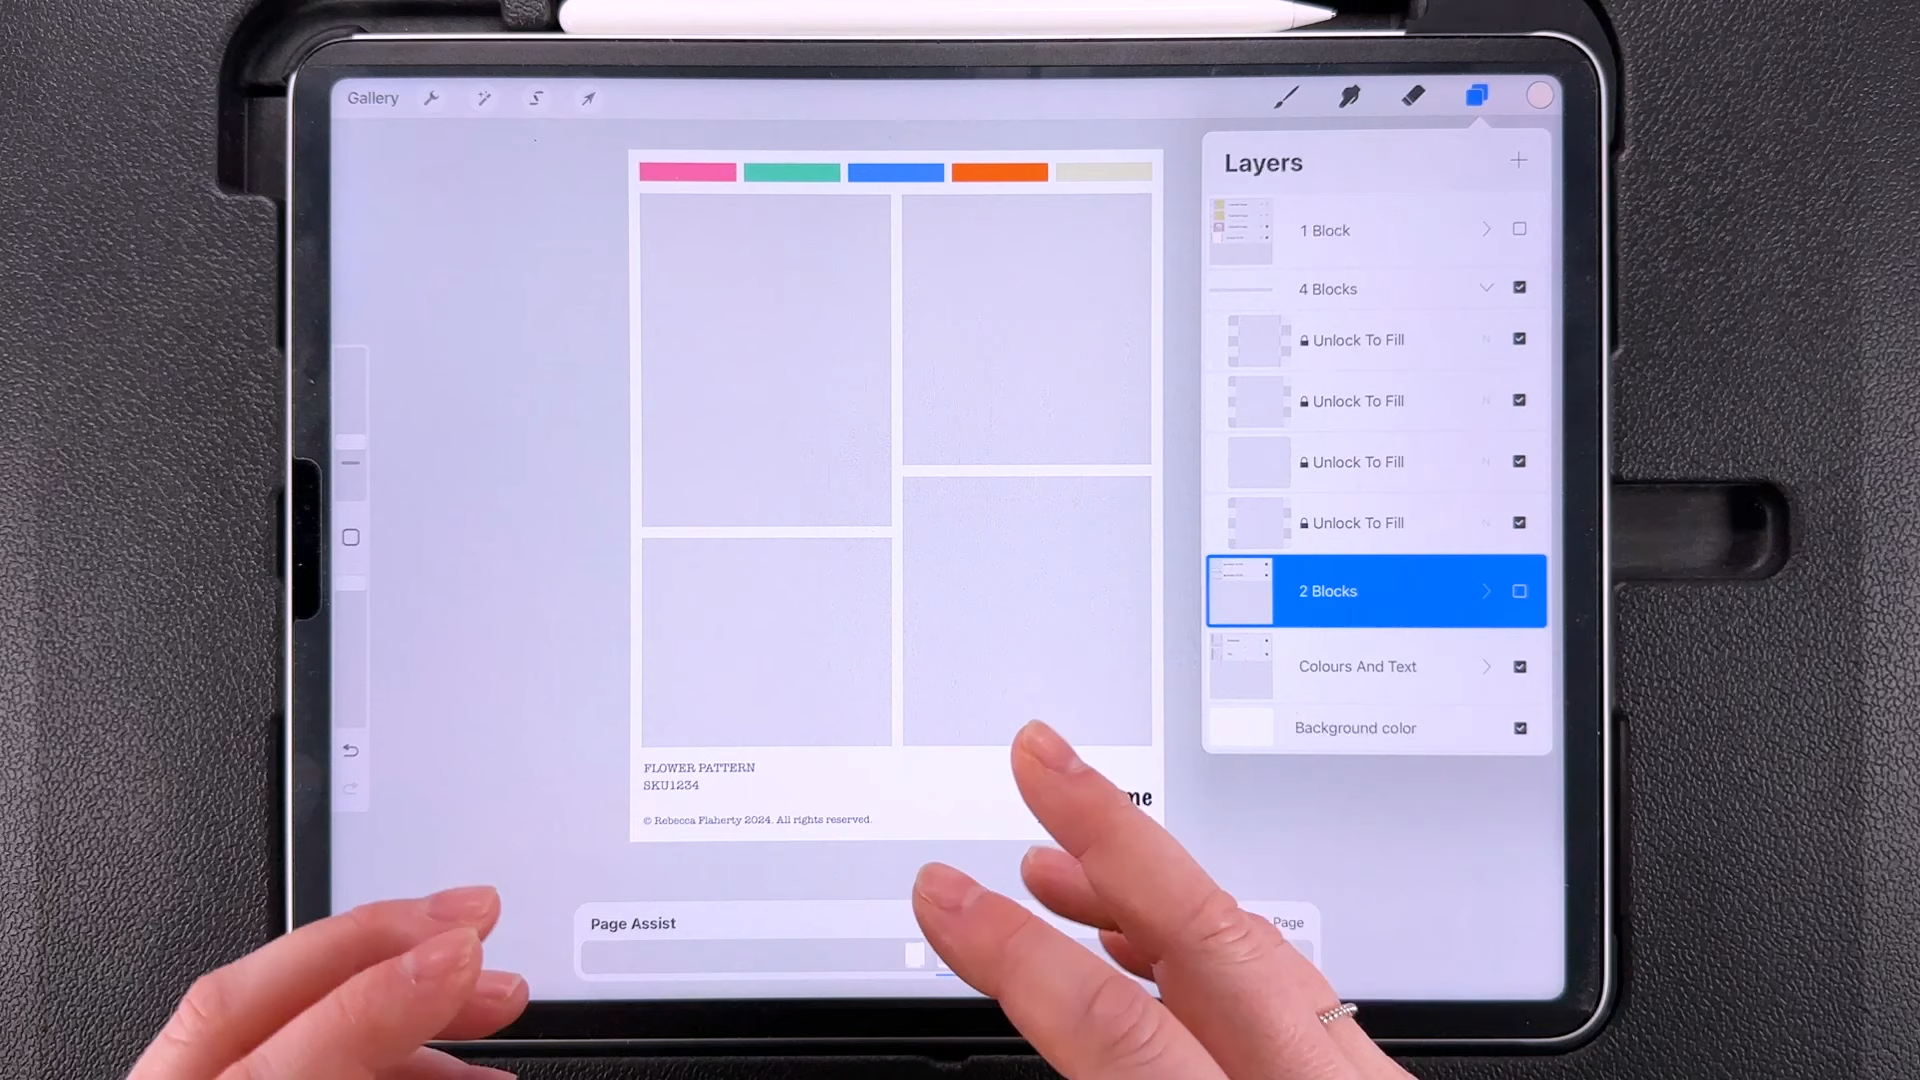 Gallery
Layers
1 Block
4 Blocks
Unlock To Fill
Unlock To Fill
Unlock To Fill
Unlock To Fill
2 Blocks
Colours And Text
Background color
FLOWER PATTERN
SKU1234
me
© Rebecca Flaherty 2024. All rights reserved.
Page Assist
Page